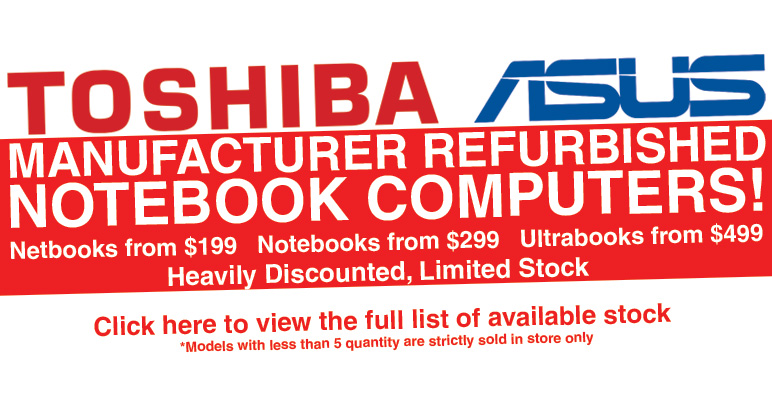 TOSHIBA ASUS
MANUFACTURER REFURBISHED
NOTEBOOK COMPUTERS!
Netbooks from $199 Notebooks from $299 Ultrabooks from $499
Heavily Discounted, Limited Stock
Click here to view the full list of available stock
*Models with less than 5 quantity are strictly sold in store only